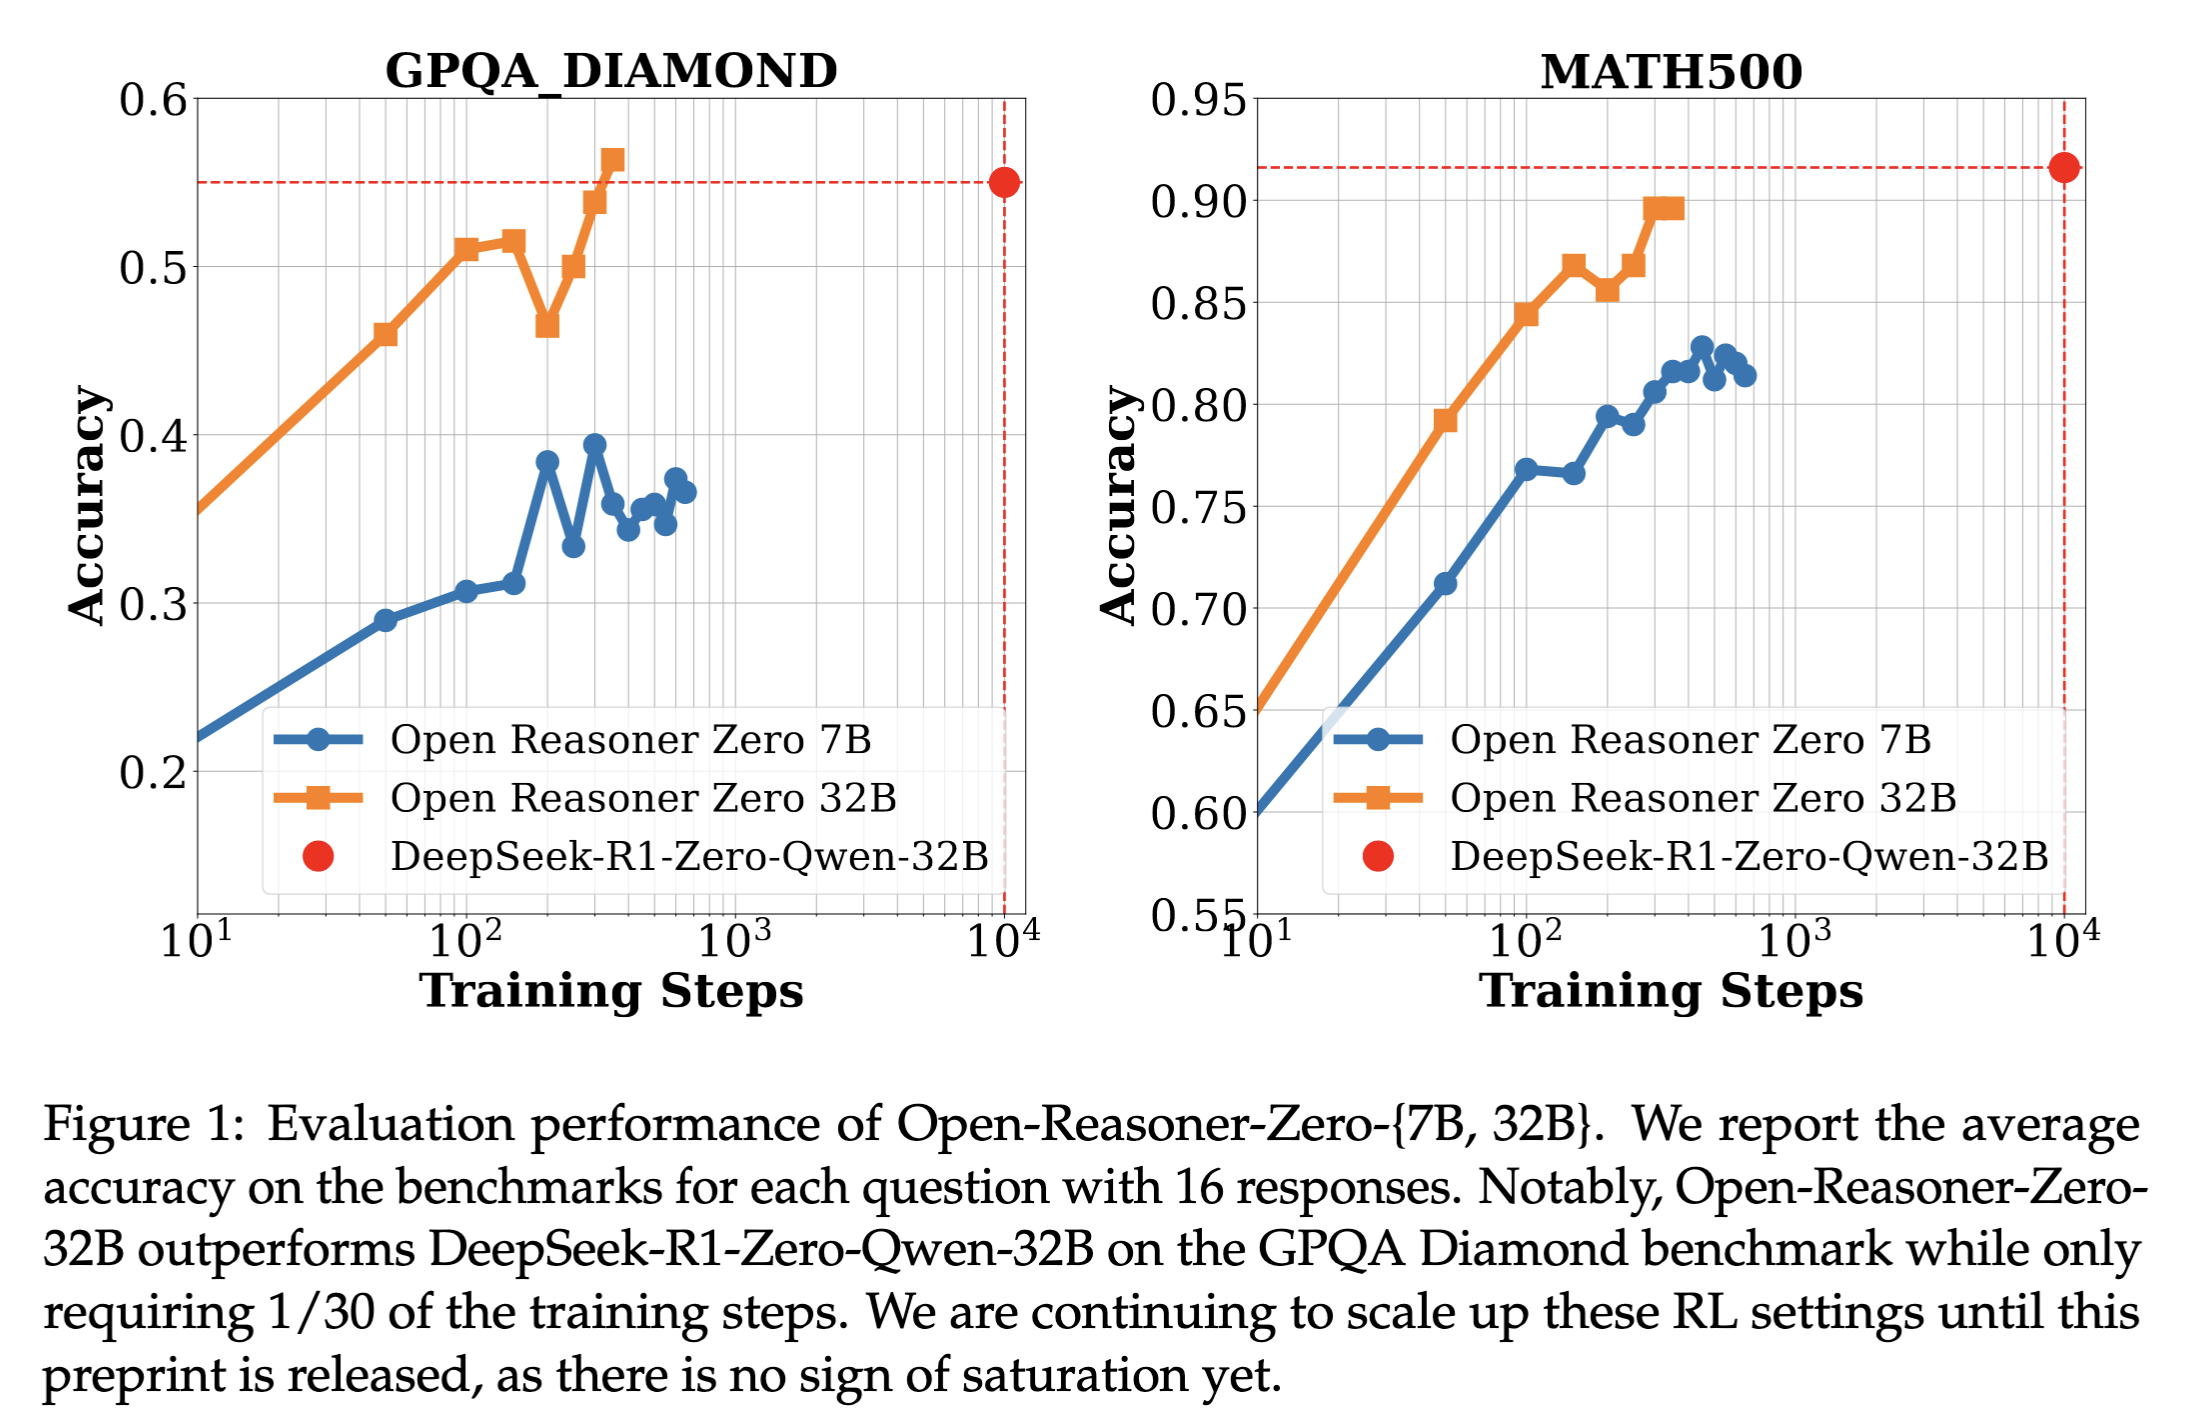 GPQA_DIAMOND
0.6
0.5
0.4
0.3
0.2
Accuracy
Open Reasoner Zero 7B
Open Reasoner Zero 32B
DeepSeek-R1-Zero-Qwen-32B
10¹ 10² 10³ 10⁴
Training Steps
MATH500
0.95
0.90
0.85
0.80
0.75
0.70
0.65
0.60
0.55
Accuracy
Open Reasoner Zero 7B
Open Reasoner Zero 32B
DeepSeek-R1-Zero-Qwen-32B
10¹ 10² 10³ 10⁴
Training Steps
Figure 1: Evaluation performance of Open-Reasoner-Zero-{7B, 32B}. We report the average
accuracy on the benchmarks for each question with 16 responses. Notably, Open-Reasoner-Zero-
32B outperforms DeepSeek-R1-Zero-Qwen-32B on the GPQA Diamond benchmark while only
requiring 1/30 of the training steps. We are continuing to scale up these RL settings until this
preprint is released, as there is no sign of saturation yet.